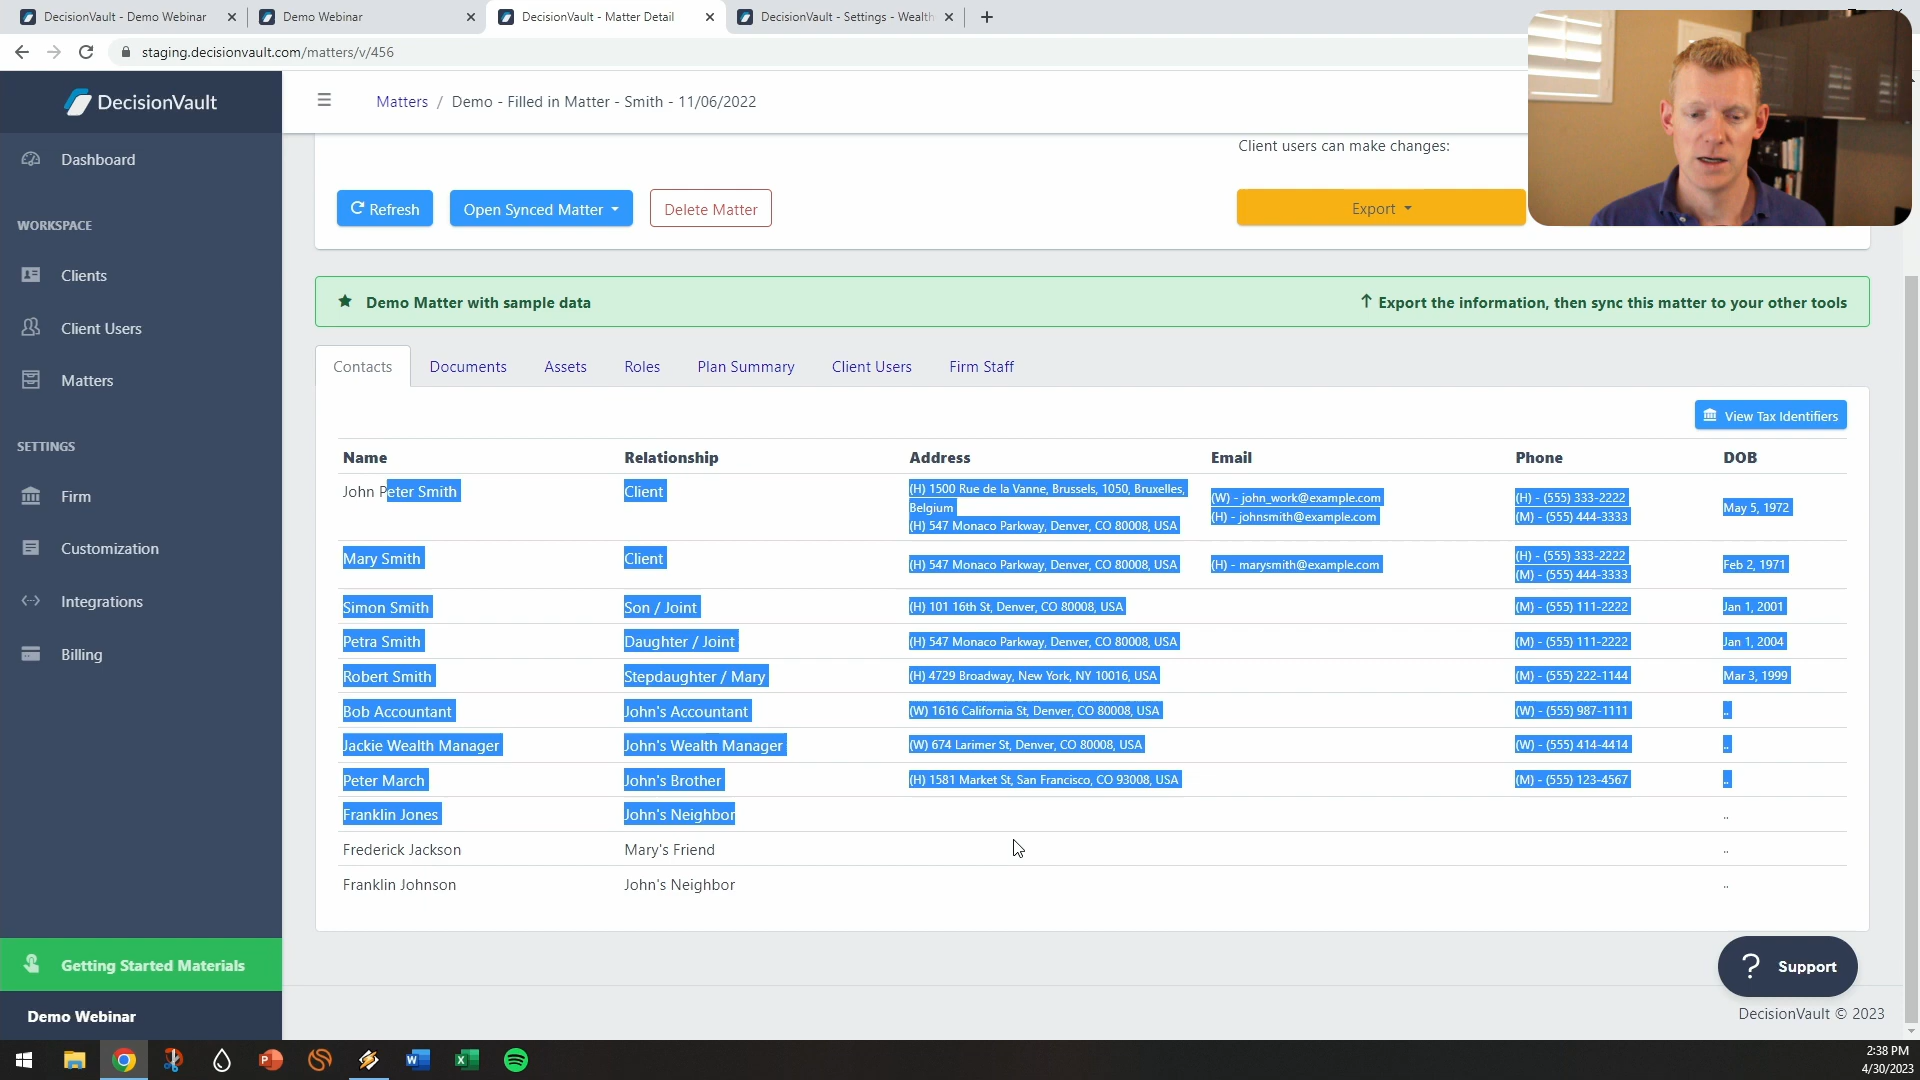 DecisionVault - Demo Webinar
Demo Webinar
DecisionVault - Matter Detail
DecisionVault - Settings - Wealth
staging.decisionvault.com/matters/v/456
DecisionVault
Matters / Demo - Filled in Matter - Smith - 11/06/2022
Dashboard
WORKSPACE
Clients
Client Users
Matters
SETTINGS
Firm
Customization
Integrations
Billing
Getting Started Materials
Demo Webinar
Client users can make changes:
Refresh
Open Synced Matter
Delete Matter
Export
Demo Matter with sample data
Export the information, then sync this matter to your other tools
Contacts Documents Assets Roles Plan Summary Client Users Firm Staff
View Tax Identifiers
Name Relationship Address Email Phone DOB
John Peter Smith Client (H) 1500 Rue de la Vanne, Brussels, 1050, Bruxelles, Belgium (H) 547 Monaco Parkway, Denver, CO 80008, USA (W) - john_work@example.com (H) - johnsmith@example.com (H) - (555) 333-2222 (M) - (555) 444-3333 May 5, 1972
Mary Smith Client (H) 547 Monaco Parkway, Denver, CO 80008, USA (H) - marysmith@example.com (H) - (555) 333-2222 (M) - (555) 444-3333 Feb 2, 1971
Simon Smith Son / Joint (H) 101 16th St, Denver, CO 80008, USA (M) - (555) 111-2222 Jan 1, 2001
Petra Smith Daughter / Joint (H) 547 Monaco Parkway, Denver, CO 80008, USA (M) - (555) 111-2222 Jan 1, 2004
Robert Smith Stepdaughter / Mary (H) 4729 Broadway, New York, NY 10016, USA (M) - (555) 222-1144 Mar 3, 1999
Bob Accountant John's Accountant (W) 1616 California St, Denver, CO 80008, USA (W) - (555) 987-1111 ..
Jackie Wealth Manager John's Wealth Manager (W) 674 Larimer St, Denver, CO 80008, USA (W) - (555) 414-4414 ..
Peter March John's Brother (H) 1581 Market St, San Francisco, CO 93008, USA (M) - (555) 123-4567 ..
Franklin Jones John's Neighbor ..
Frederick Jackson Mary's Friend ..
Franklin Johnson John's Neighbor ..
Support
DecisionVault © 2023
2:38 PM
4/30/2023